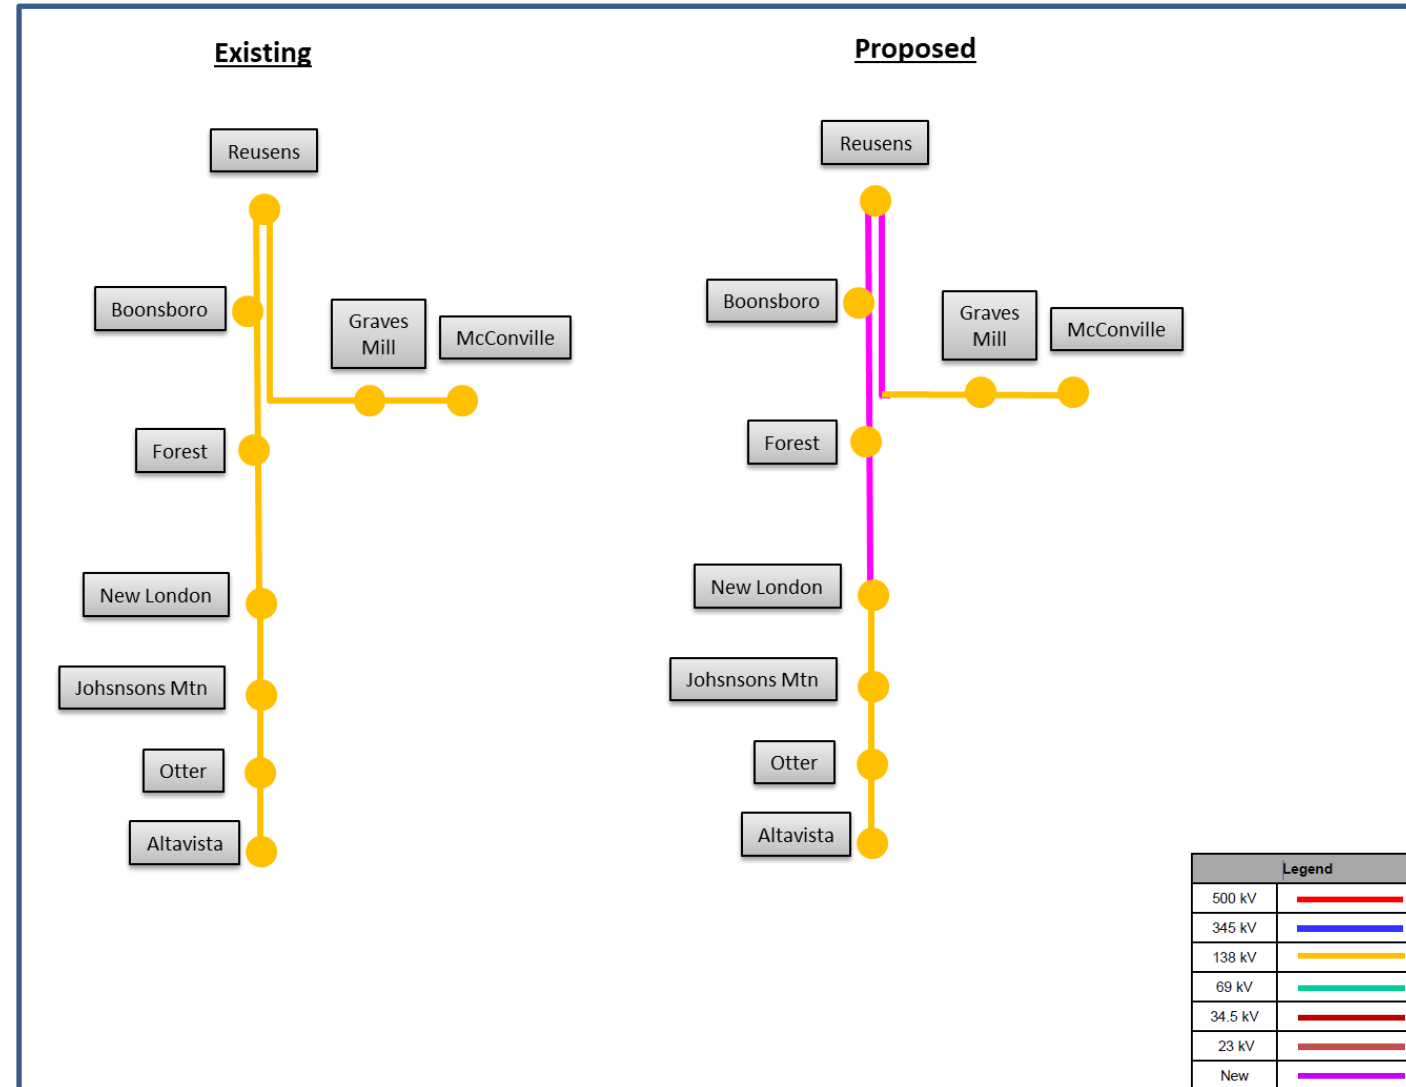 Existing
Reusens
Boonsboro
Graves
Mill
McConville
Forest
New London
Johsnsons Mtn
Otter
Altavista
Proposed
Reusens
Boonsboro
Graves
Mill
McConville
Forest
New London
Johsnsons Mtn
Otter
Altavista
Legend
500 kV
345 kV
138 kV
69 kV
34.5 kV
23 kV
New